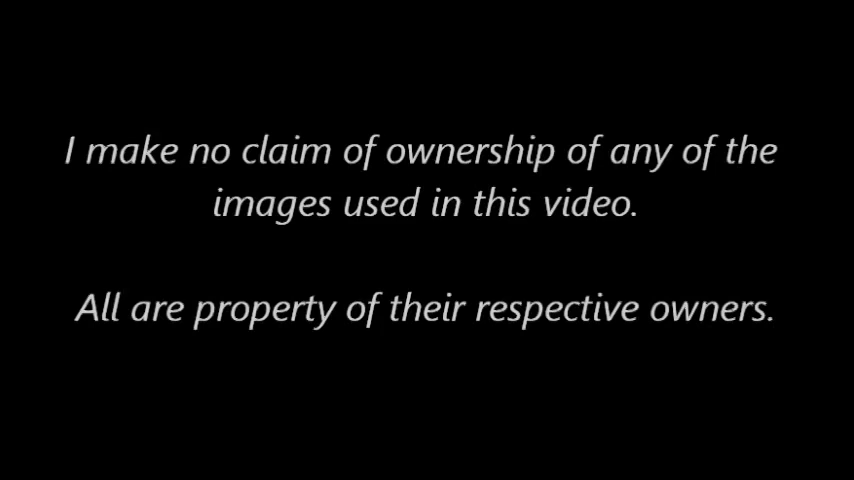 I make no claim of ownership of any of the
images used in this video.
All are property of their respective owners.